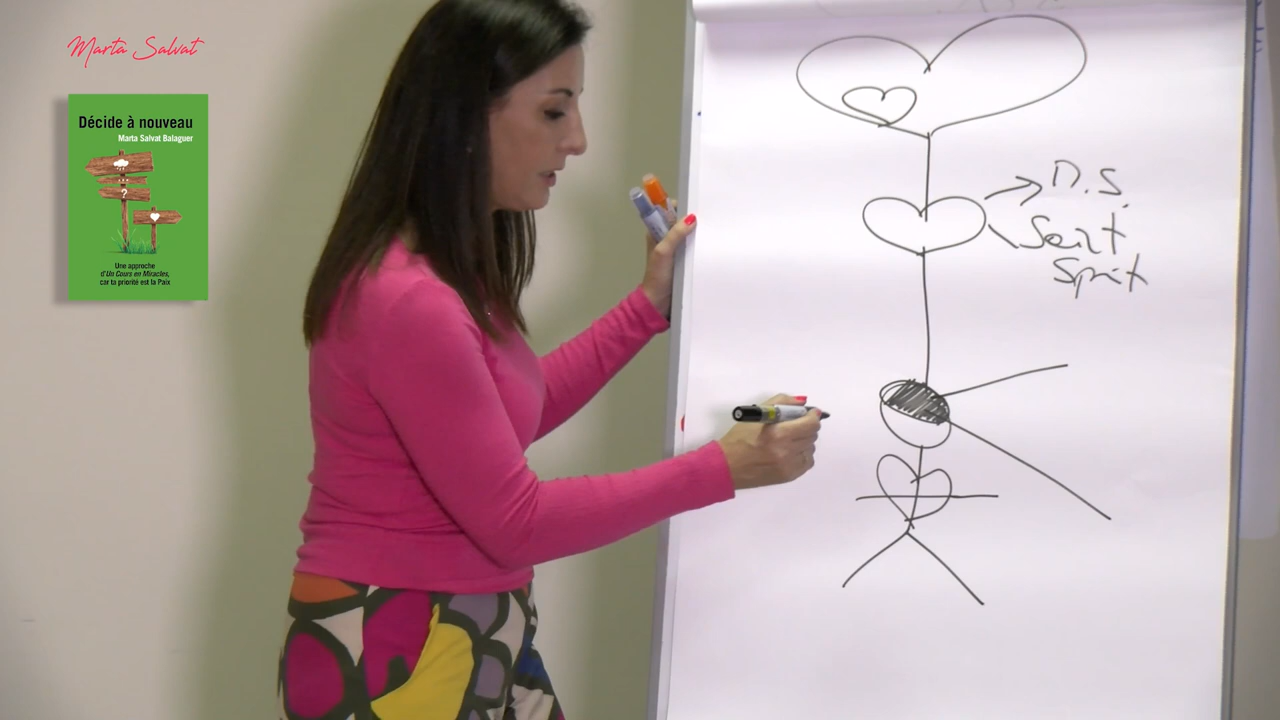 Marta Salvat
Décide à nouveau
Marta Salvat Balaguer
?
Une approche
d'Un Cours en Miracles,
car ta priorité est la Paix
D.S.
Saint
Sprit